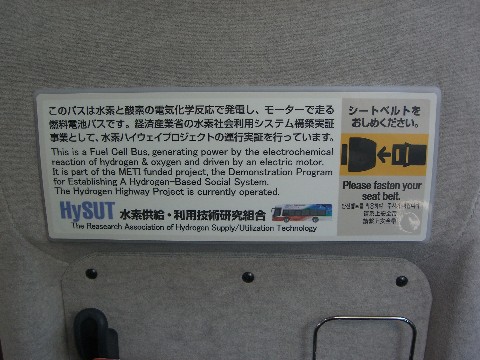 このバスは水素と酸素の電気化学反応で発電し、モーターで走る
燃料電池バスです。経済産業省の水素社会利用システム構築実証
事業として、水素ハイウェイプロジェクトの運行実証を行っています。
This is a Fuel Cell Bus, generating power by the electrochemical
reaction of hydrogen & oxygen and driven by an electric motor.
It is part of the METI funded project, the Demonstration Program
for Establishing A Hydrogen-Based Social System.
The Hydrogen Highway Project is currently operated.
HySUT 水素供給・利用技術研究組合
The Reasearch Association of Hydrogen Supply/Utilization Technology
シートベルトを
おしめください。
Please fasten your
seat belt.